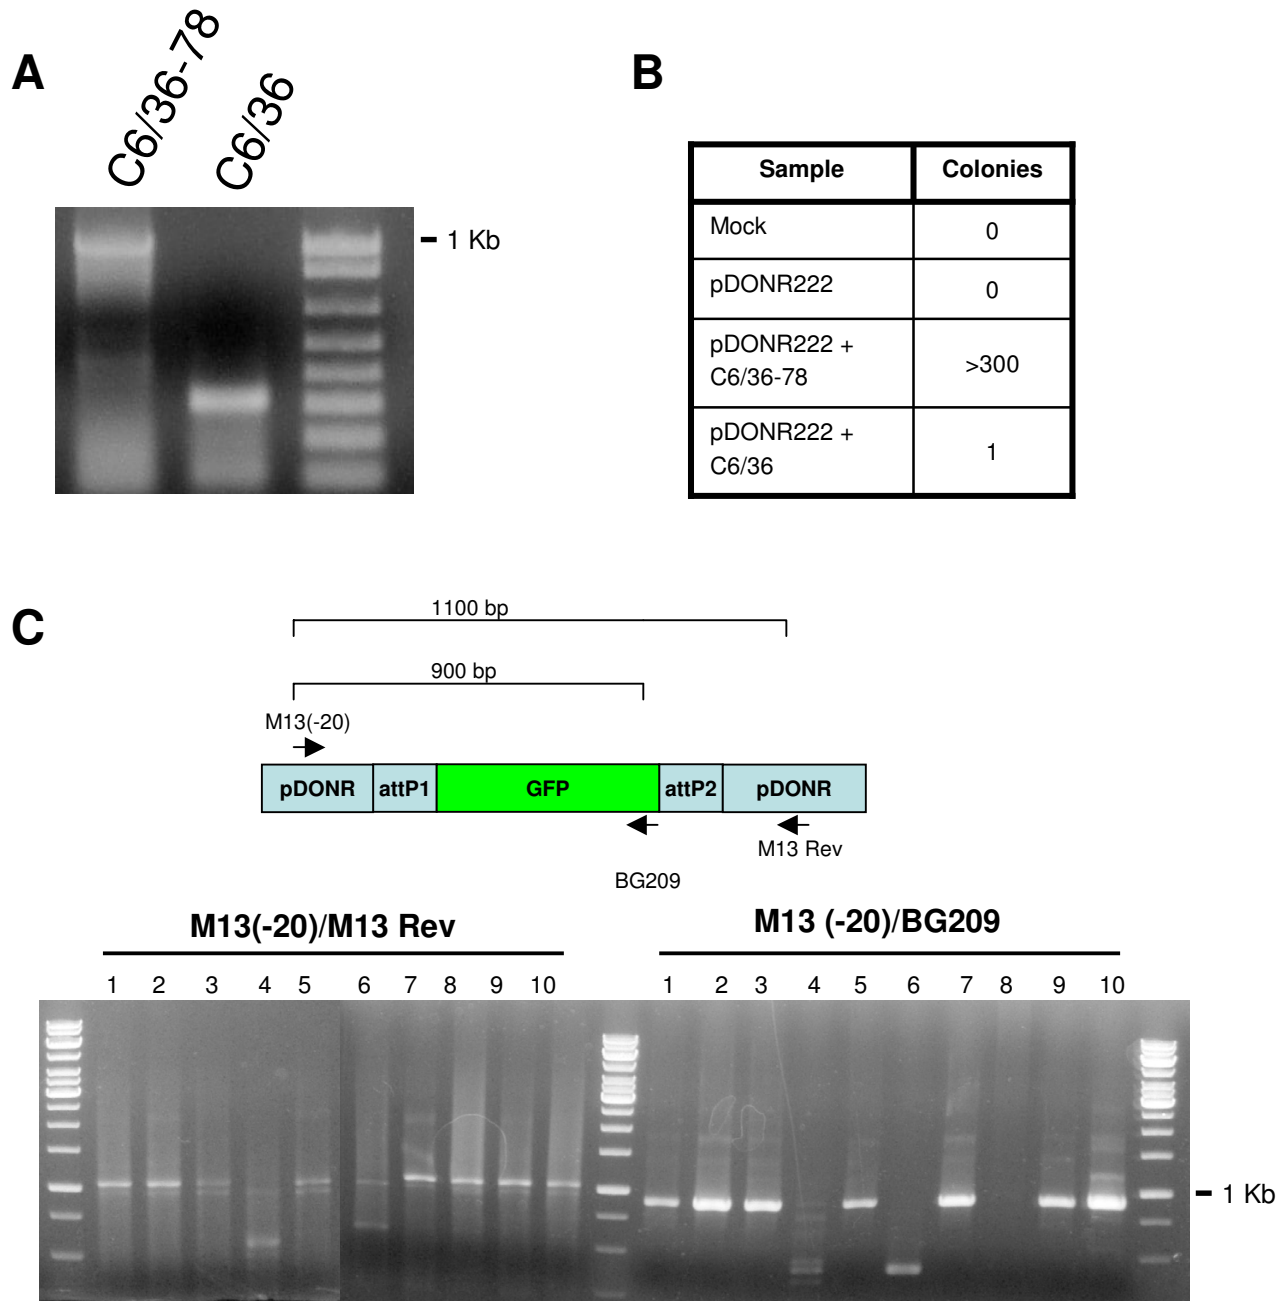 A
C6/36-78
C6/36
1 Kb
B
Sample Colonies
Mock 0
pDONR222 0
pDONR222 +
C6/36-78
>300
pDONR222 +
C6/36
1
C
1100 bp
900 bp
M13(-20)
pDONR attP1 GFP attP2 pDONR
M13 Rev
BG209
M13(-20)/M13 Rev
M13 (-20)/BG209
1 2 3 4 5 6 7 8 9 10
1 2 3 4 5 6 7 8 9 10
1 Kb